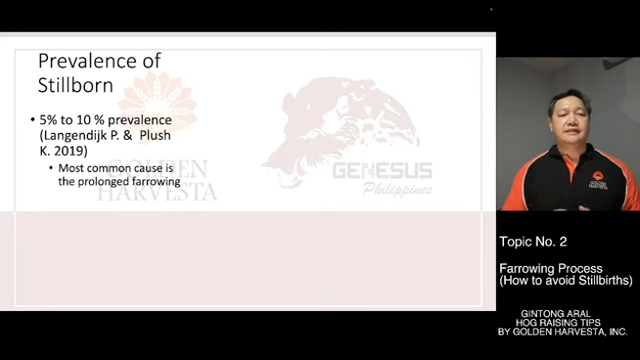 Prevalence of
Stillborn
• 5% to 10 % prevalence
(Langendijk P. & Plush
K. 2019)
• Most common cause is
the prolonged farrowing
GOLDEN
HARVESTA
GENESUS
Philippines
Topic No. 2
Farrowing Process
(How to avoid Stillbirths)
GINTONG ARAL
HOG RAISING TIPS
BY GOLDEN HARVESTA, INC.